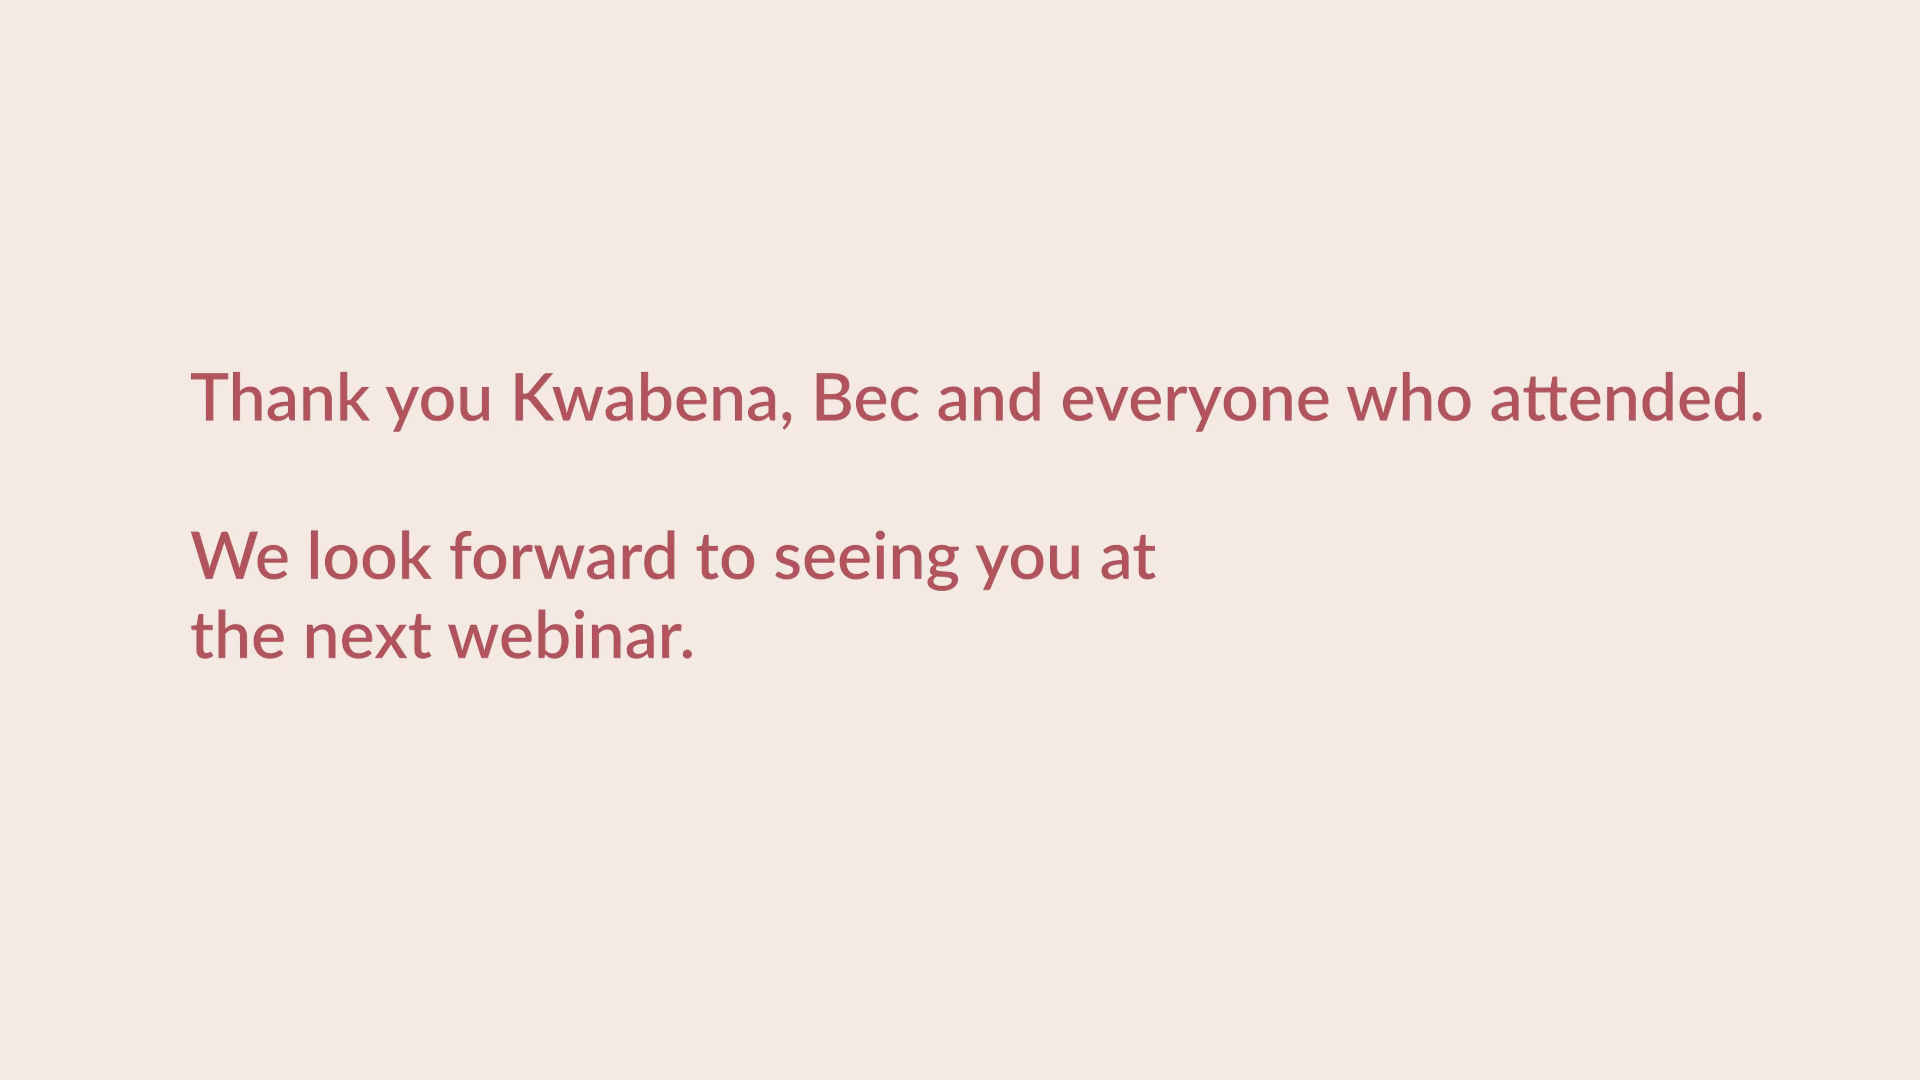 Thank you Kwabena, Bec and everyone who attended.
We look forward to seeing you at
the next webinar.